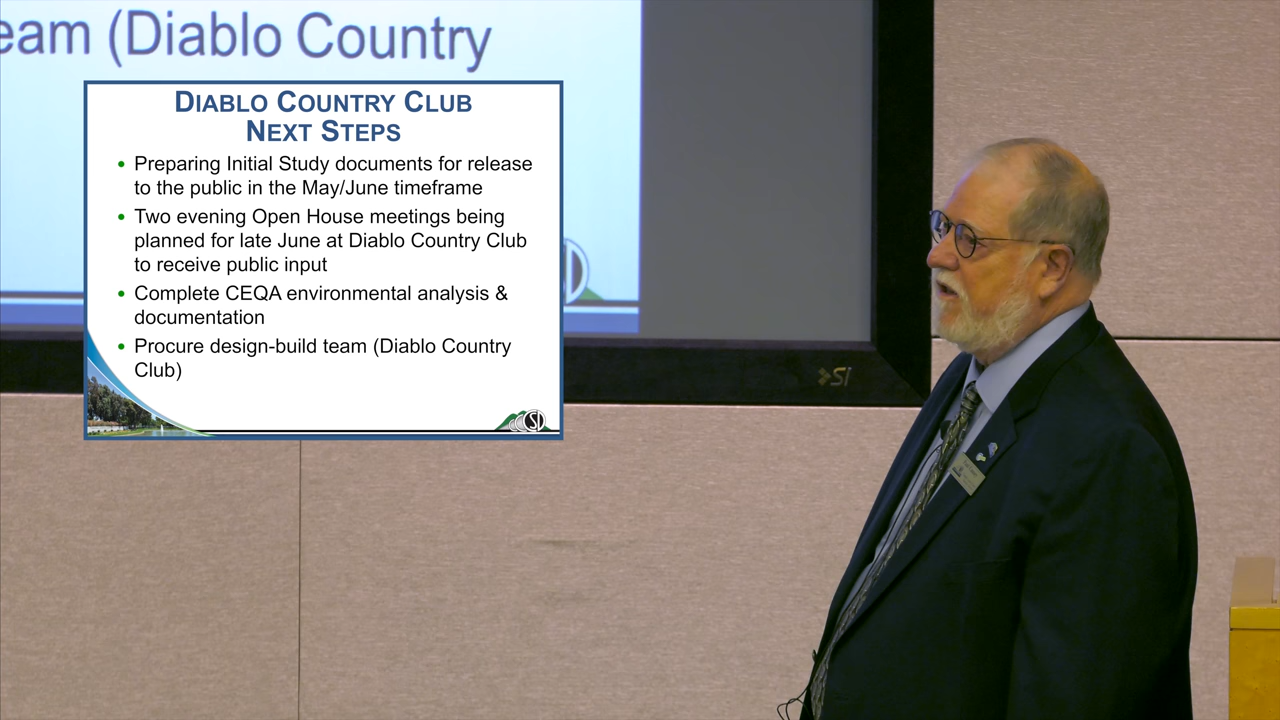 eam (Diablo Country
DIABLO COUNTRY CLUB
NEXT STEPS
• Preparing Initial Study documents for release
to the public in the May/June timeframe
• Two evening Open House meetings being
planned for late June at Diablo Country Club
to receive public input
• Complete CEQA environmental analysis &
documentation
• Procure design-build team (Diablo Country
Club)
SD
Si